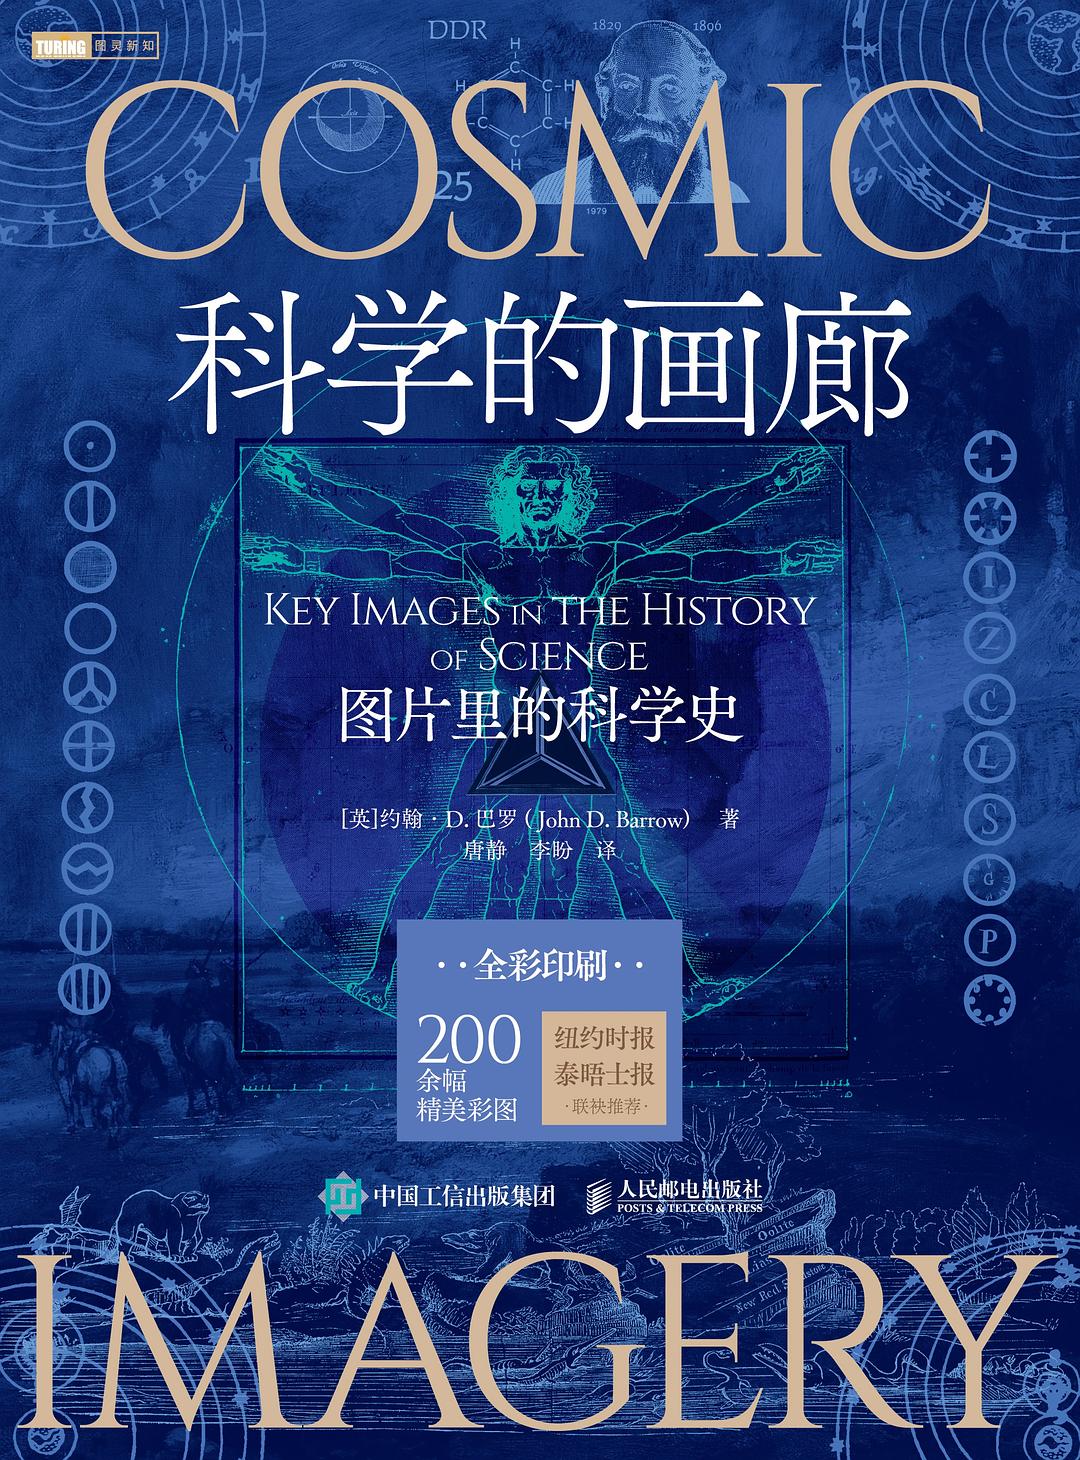 TURING 图灵新知
DDR
1829 1896
25
1979
COSMIC
科学的画廊
KEY IMAGES IN THE HISTORY
OF SCIENCE
图片里的科学史
[英]约翰·D. 巴罗 (John D. Barrow) 著
唐静 李盼 译
I
Z
C
L
S
G
P
··全彩印刷··
200
余幅
精美彩图
纽约时报
泰晤士报
·联袂推荐·
中国工信出版集团
人民邮电出版社
POSTS & TELECOM PRESS
New Red
IMAGERY